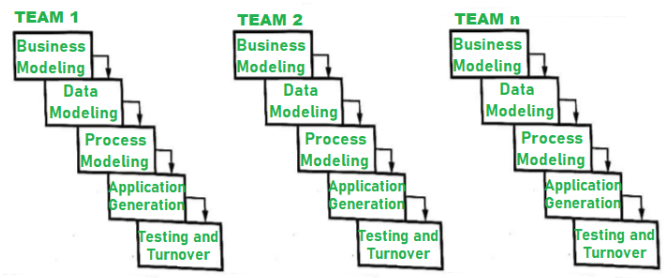 TEAM 1
Business
Modeling
Data
Modeling
Process
Modeling
Application
Generation
Testing and
Turnover
TEAM 2
Business
Modeling
Data
Modeling
Process
Modeling
Application
Generation
Testing and
Turnover
TEAM n
Business
Modeling
Data
Modeling
Process
Modeling
Application
Generation
Testing and
Turnover